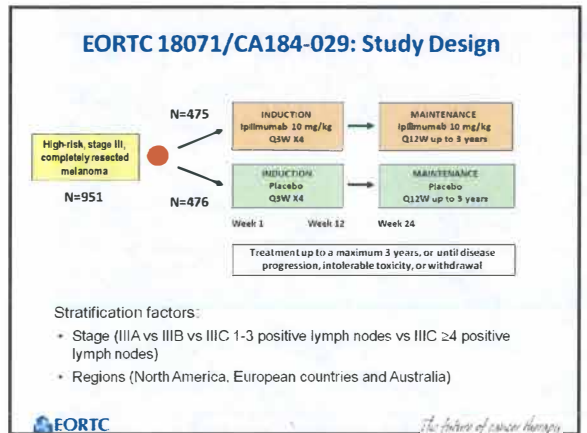 EORTC 18071/CA184-029: Study Design
High-risk, stage III,
completely resected
melanoma
N=951
N=475
N=476
INDUCTION
Ipilimumab 10 mg/kg
Q3W X4
MAINTENANCE
Ipilimumab 10 mg/kg
Q12W up to 3 years
INDUCTION
Placebo
Q3W X4
MAINTENANCE
Placebo
Q12W up to 3 years
Week 1 Week 12 Week 24
Treatment up to a maximum 3 years, or until disease
progression, intolerable toxicity, or withdrawal
Stratification factors:
• Stage (IIIA vs IIIB vs IIIC 1-3 positive lymph nodes vs IIIC ≥4 positive
lymph nodes)
• Regions (North America, European countries and Australia)
EORTC
The future of cancer therapy